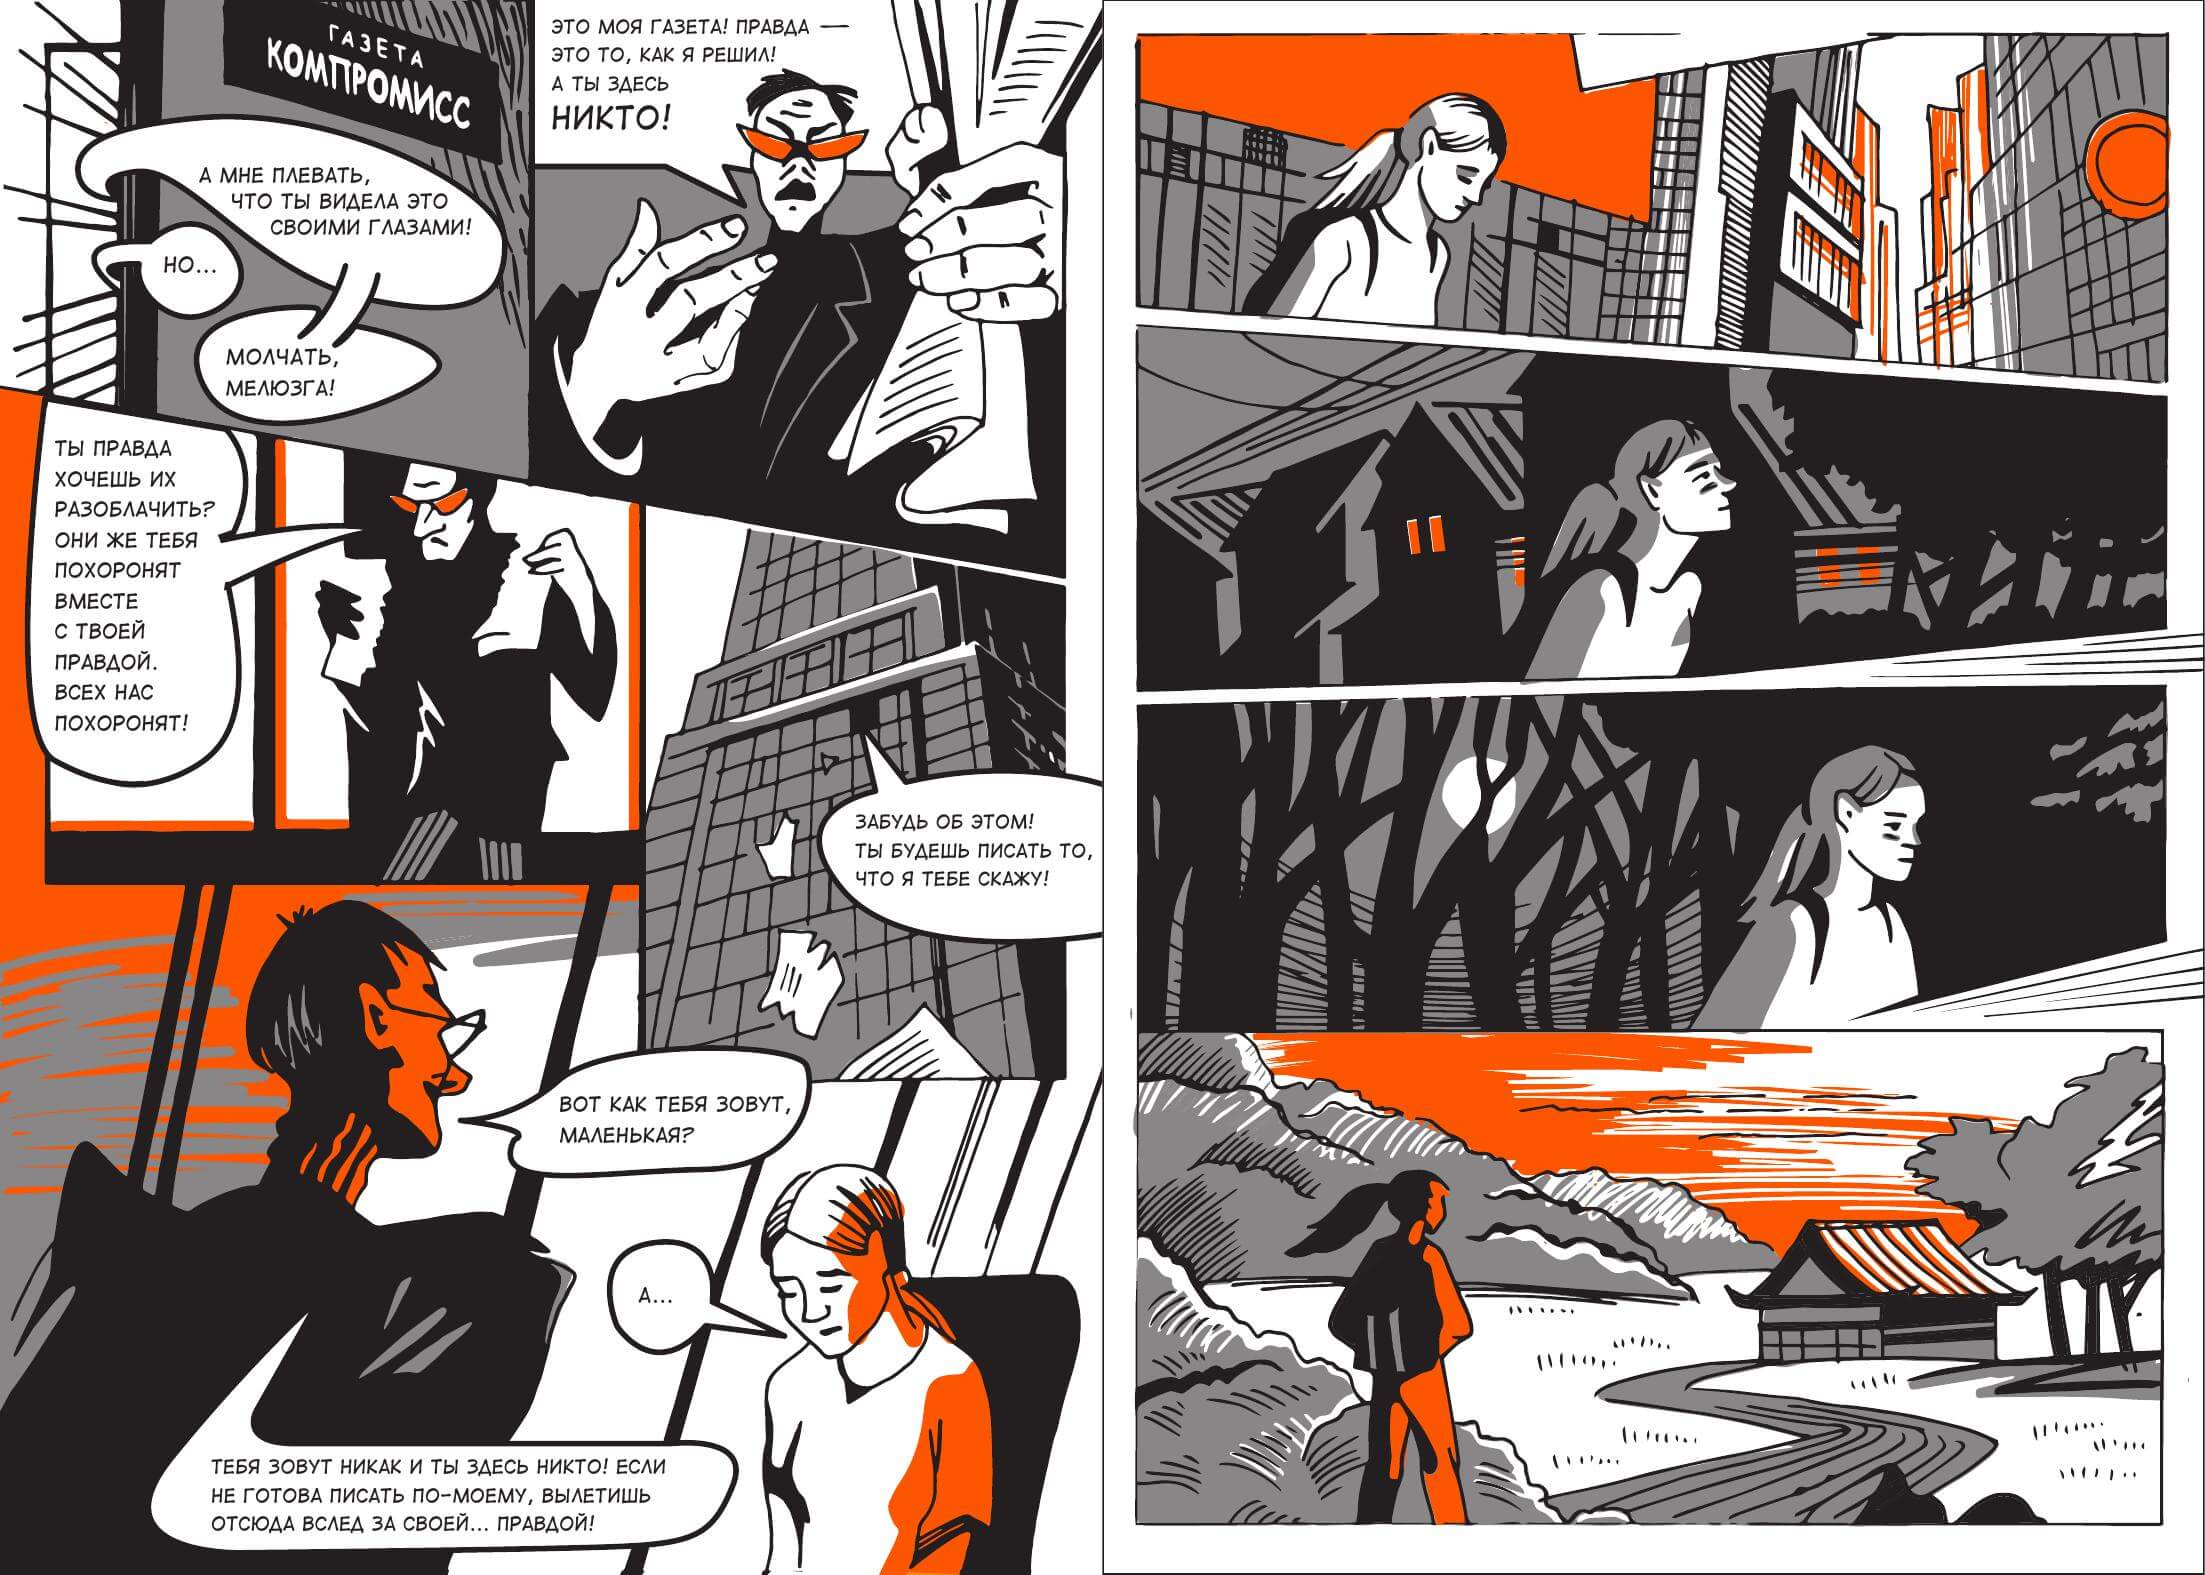 ГАЗЕТА
КОМПРОМИСС
А МНЕ ПЛЕВАТЬ,
ЧТО ТЫ ВИДЕЛА ЭТО
СВОИМИ ГЛАЗАМИ!
НО...
МОЛЧАТЬ,
МЕЛЮЗГА!
ЭТО МОЯ ГАЗЕТА! ПРАВДА —
ЭТО ТО, КАК Я РЕШИЛ!
А ТЫ ЗДЕСЬ
НИКТО!
ТЫ ПРАВДА
ХОЧЕШЬ ИХ
РАЗОБЛАЧИТЬ?
ОНИ ЖЕ ТЕБЯ
ПОХОРОНЯТ
ВМЕСТЕ
С ТВОЕЙ
ПРАВДОЙ.
ВСЕХ НАС
ПОХОРОНЯТ!
ЗАБУДЬ ОБ ЭТОМ!
ТЫ БУДЕШЬ ПИСАТЬ ТО,
ЧТО Я ТЕБЕ СКАЖУ!
ВОТ КАК ТЕБЯ ЗОВУТ,
МАЛЕНЬКАЯ?
А...
ТЕБЯ ЗОВУТ НИКАК И ТЫ ЗДЕСЬ НИКТО! ЕСЛИ
НЕ ГОТОВА ПИСАТЬ ПО-МОЕМУ, ВЫЛЕТИШЬ
ОТСЮДА ВСЛЕД ЗА СВОЕЙ... ПРАВДОЙ!